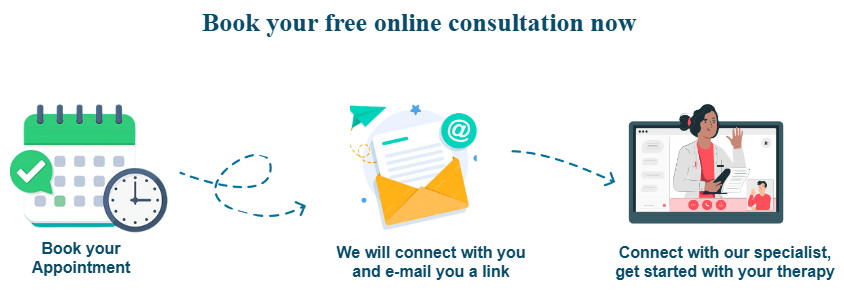 Book your free online consultation now
@
Book your
Appointment
We will connect with you
and e-mail you a link
Connect with our specialist,
get started with your therapy